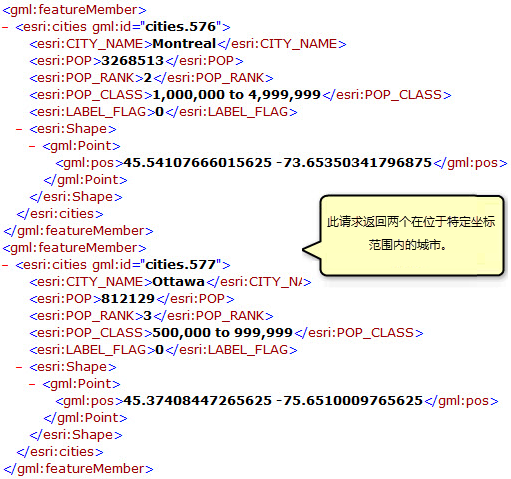 <gml:featureMember>
– <esri:cities gml:id="cities.576">
<esri:CITY_NAME>Montreal</esri:CITY_NAME>
<esri:POP>3268513</esri:POP>
<esri:POP_RANK>2</esri:POP_RANK>
<esri:POP_CLASS>1,000,000 to 4,999,999</esri:POP_CLASS>
<esri:LABEL_FLAG>0</esri:LABEL_FLAG>
– <esri:Shape>
– <gml:Point>
<gml:pos>45.54107666015625 -73.65350341796875</gml:pos>
</gml:Point>
</esri:Shape>
</esri:cities>
</gml:featureMember>
<gml:featureMember>
– <esri:cities gml:id="cities.577">
<esri:CITY_NAME>Ottawa</esri:CITY_NA
<esri:POP>812129</esri:POP>
<esri:POP_RANK>3</esri:POP_RANK>
<esri:POP_CLASS>500,000 to 999,999</esri:POP_CLASS>
<esri:LABEL_FLAG>0</esri:LABEL_FLAG>
– <esri:Shape>
– <gml:Point>
<gml:pos>45.37408447265625 -75.6510009765625</gml:pos>
</gml:Point>
</esri:Shape>
</esri:cities>
</gml:featureMember>
此请求返回两个在位于特定坐标
范围内的城市。